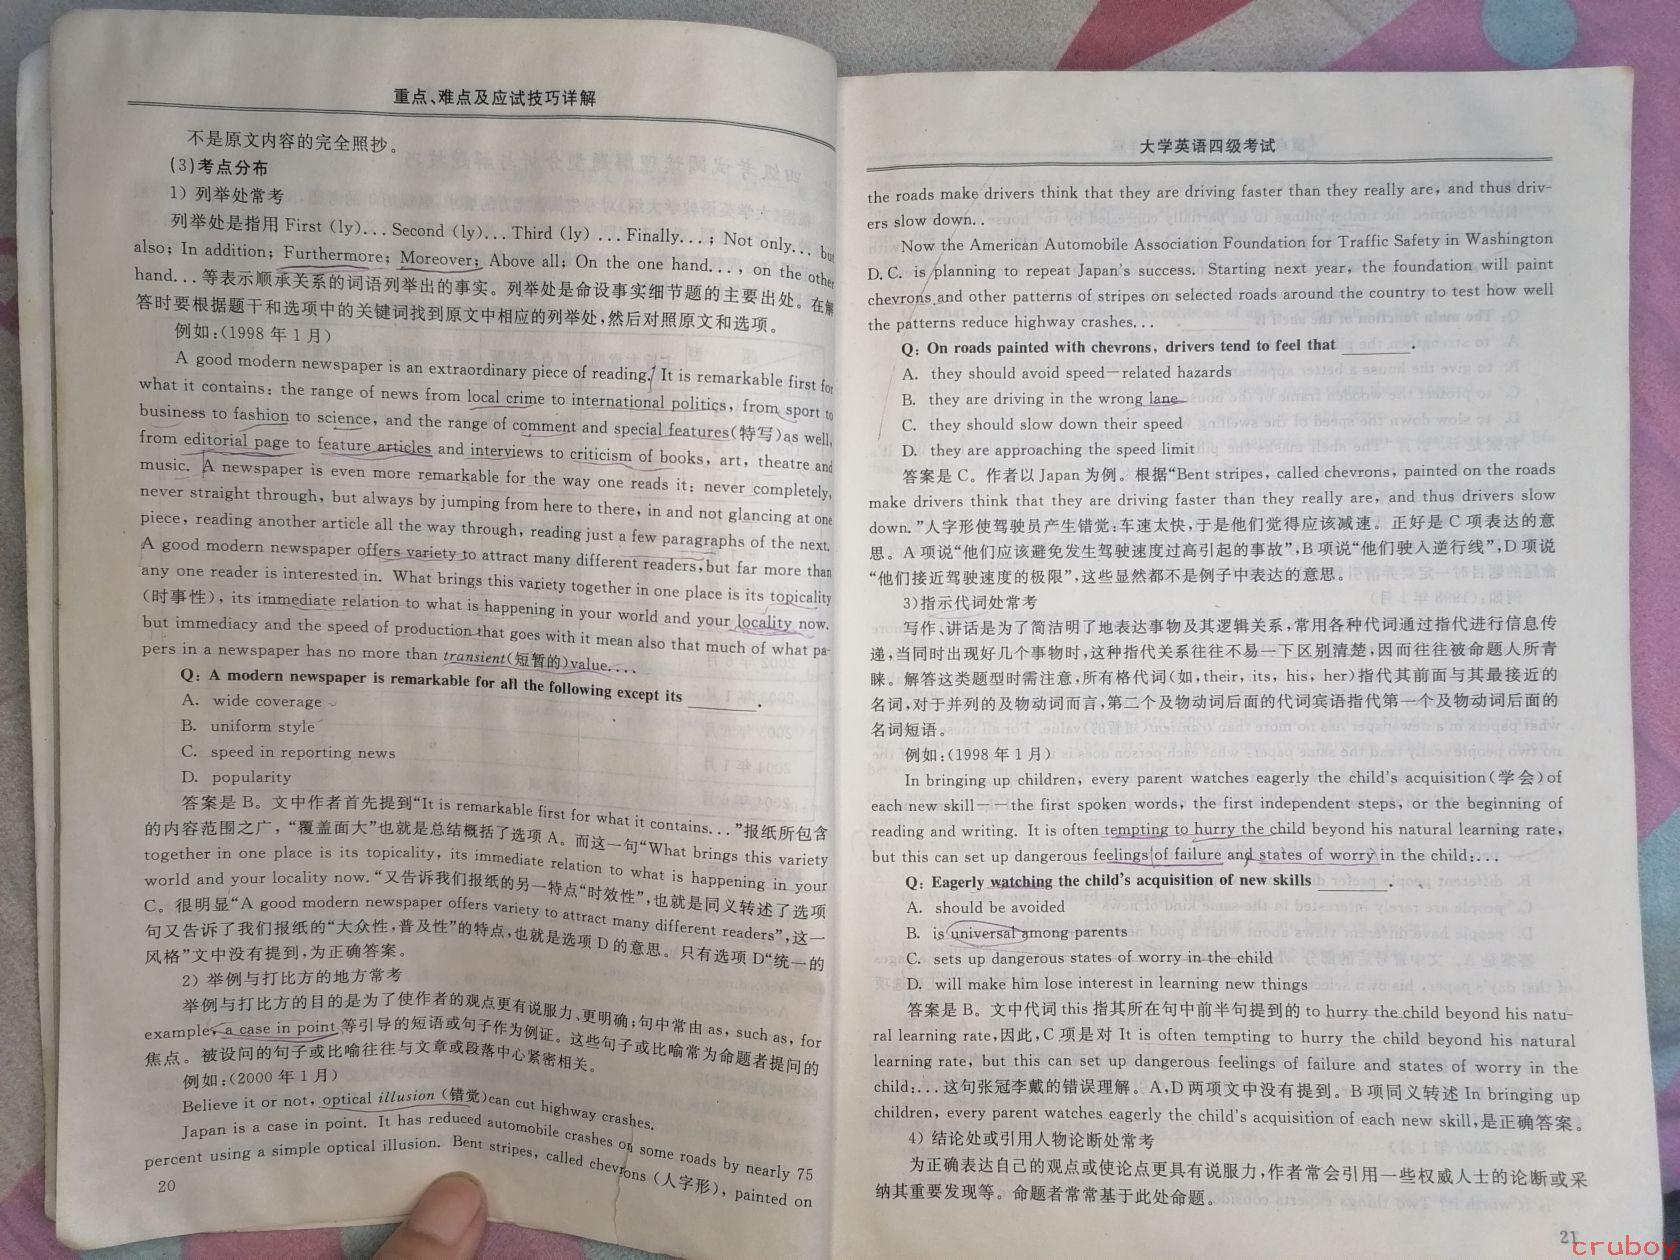 重点、难点及应试技巧详解
不是原文内容的完全照抄。
(3)考点分布
1) 列举处常考
列举处是指用 First (ly)... Second (ly)... Third (ly) ... Finally...; Not only... but
also; In addition; Furthermore; Moreover; Above all; On the one hand..., on the other
hand...等表示顺承关系的词语列举出的事实。列举处是命设事实细节题的主要出处。在解
答时要根据题干和选项中的关键词找到原文中相应的列举处,然后对照原文和选项。
例如:(1998 年 1 月)
A good modern newspaper is an extraordinary piece of reading. It is remarkable first for
what it contains: the range of news from local crime to international politics, from sport to
business to fashion to science, and the range of comment and special features(特写)as well,
from editorial page to feature articles and interviews to criticism of books, art, theatre and
music. A newspaper is even more remarkable for the way one reads it: never completely,
never straight through, but always by jumping from here to there, in and not glancing at one
piece, reading another article all the way through, reading just a few paragraphs of the next.
A good modern newspaper offers variety to attract many different readers, but far more than
any one reader is interested in. What brings this variety together in one place is its topicality
(时事性), its immediate relation to what is happening in your world and your locality now.
but immediacy and the speed of production that goes with it mean also that much of what pa-
pers in a newspaper has no more than transient(短暂的)value....
Q: A modern newspaper is remarkable for all the following except its ______.
A. wide coverage
B. uniform style
C. speed in reporting news
D. popularity
答案是 B。文中作者首先提到“It is remarkable first for what it contains...”报纸所包含
的内容范围之广，“覆盖面大”也就是总结概括了选项 A。而这一句“What brings this variety
together in one place is its topicality, its immediate relation to what is happening in your
world and your locality now.“又告诉我们报纸的另一特点“时效性”,也就是同义转述了选项
C。很明显“A good modern newspaper offers variety to attract many different readers”,这一
句又告诉了我们报纸的“大众性,普及性”的特点,也就是选项 D 的意思。只有选项 D“统一的
风格”文中没有提到,为正确答案。
2) 举例与打比方的地方常考
举例与打比方的目的是为了使作者的观点更有说服力、更明确;句中常由 as, such as, for
example, a case in point 等引导的短语或句子作为例证。这些句子或比喻常为命题者提问的
焦点。被设问的句子或比喻往往与文章或段落中心紧密相关。
例如:(2000 年 1 月)
Believe it or not, optical illusion (错觉)can cut highway crashes.
Japan is a case in point. It has reduced automobile crashes on some roads by nearly 75
percent using a simple optical illusion. Bent stripes, called chevrons (人字形), painted on
20
大学英语四级考试
the roads make drivers think that they are driving faster than they really are, and thus driv-
ers slow down..
Now the American Automobile Association Foundation for Traffic Safety in Washington
D. C. is planning to repeat Japan's success. Starting next year, the foundation will paint
chevrons and other patterns of stripes on selected roads around the country to test how well
the patterns reduce highway crashes...
Q: On roads painted with chevrons, drivers tend to feel that ______.
A. they should avoid speed—related hazards
B. they are driving in the wrong lane
C. they should slow down their speed
D. they are approaching the speed limit
答案是 C。作者以 Japan 为例。根据“Bent stripes, called chevrons, painted on the roads
make drivers think that they are driving faster than they really are, and thus drivers slow
down. ”人字形使驾驶员产生错觉:车速太快,于是他们觉得应该减速。正好是 C 项表达的意
思。A 项说“他们应该避免发生驾驶速度过高引起的事故”,B 项说“他们驶入逆行线”,D 项说
“他们接近驾驶速度的极限”,这些显然都不是例子中表达的意思。
3)指示代词处常考
写作、讲话是为了简洁明了地表达事物及其逻辑关系,常用各种代词通过指代进行信息传
递,当同时出现好几个事物时,这种指代关系往往不易一下区别清楚,因而往往被命题人所青
睐。解答这类题型时需注意,所有格代词(如,their, its, his, her)指代其前面与其最接近的
名词,对于并列的及物动词而言,第二个及物动词后面的代词宾语指代第一个及物动词后面的
名词短语。
例如:(1998 年 1 月)
In bringing up children, every parent watches eagerly the child's acquisition(学会)of
each new skill——the first spoken words, the first independent steps, or the beginning of
reading and writing. It is often tempting to hurry the child beyond his natural learning rate,
but this can set up dangerous feelings of failure and states of worry in the child:...
Q: Eagerly watching the child's acquisition of new skills ______.
A. should be avoided
B. is universal among parents
C. sets up dangerous states of worry in the child
D. will make him lose interest in learning new things
答案是 B。文中代词 this 指其所在句中前半句提到的 to hurry the child beyond his natu-
ral learning rate,因此,C 项是对 It is often tempting to hurry the child beyond his natural
learning rate, but this can set up dangerous feelings of failure and states of worry in the
child:...这句张冠李戴的错误理解。A,D 两项文中没有提到。B 项同义转述 In bringing up
children, every parent watches eagerly the child's acquisition of each new skill,是正确答案。
4) 结论处或引用人物论断处常考
为正确表达自己的观点或使论点更具有说服力,作者常会引用一些权威人士的论断或采
纳其重要发现等。命题者常常基于此处命题。
21
cruboy